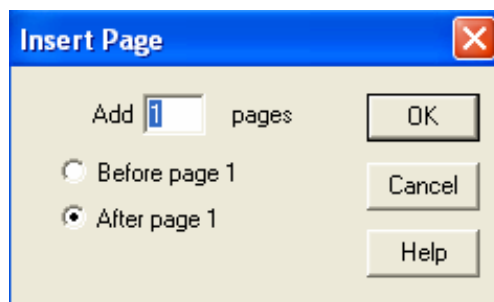 Insert Page
Add 1 pages
OK
Before page 1
Cancel
After page 1
Help